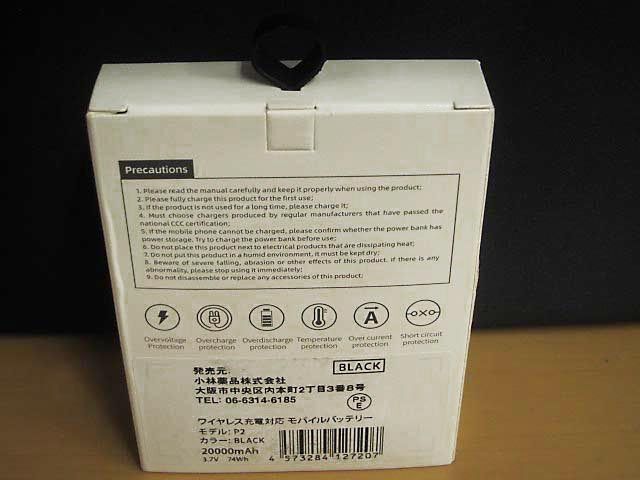 Precautions
1. Please read the manual carefully and keep it properly when using the product;
2. Please fully charge this product for the first use;
3. If the product is not used for a long time, please charge it;
4. Must choose chargers produced by regular manufacturers that have passed the
national CCC certification;
5. If the mobile phone cannot be charged, please confirm whether the power bank has
power storage. Try to charge the power bank before use;
6. Do not place this product next to electrical products that are dissipating heat;
7. Do not put this product in a humid environment, it must be kept dry;
8. Beware of severe falling, abrasion or other effects of this product. If there is any
abnormality, please stop using it immediately;
9. Do not disassemble or replace any accessories of this product;
A
Overvoltage Protection
Overcharge protection
Overdischarge protection
Temperature protection
Over current protection
Short circuit protection
発売元:
BLACK
小林薬品株式会社
大阪市中央区内本町2丁目3番8号
TEL: 06-6314-6185
PS
E
ワイヤレス充電対応 モバイルバッテリー
モデル: P2
カラー: BLACK
20000mAh
3.7V 74Wh
4 573284 127207